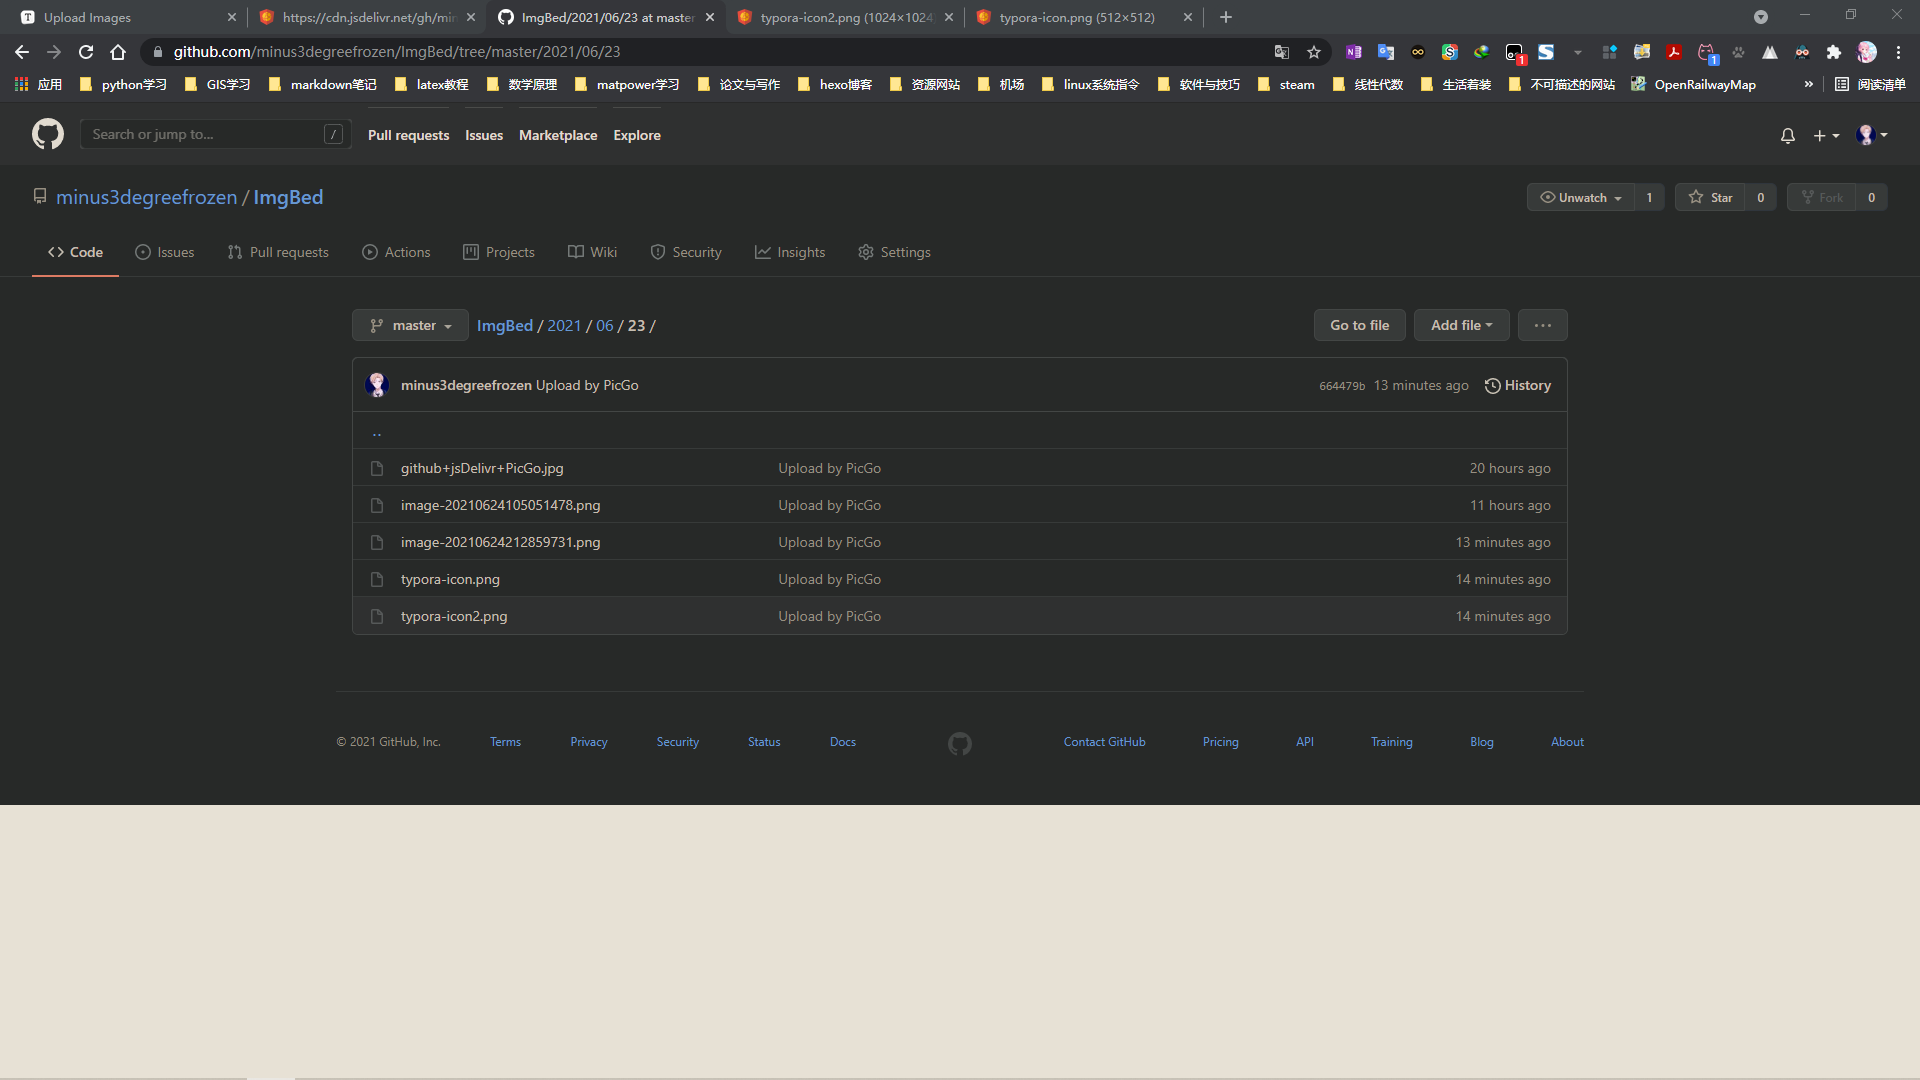 Upload Images
https://cdn.jsdelivr.net/gh/min
ImgBed/2021/06/23 at master
typora-icon2.png (1024×1024
typora-icon.png (512×512)
github.com/minus3degreefrozen/ImgBed/tree/master/2021/06/23
1
1
应用 python学习 GIS学习 markdown笔记 latex教程 数学原理 matpower学习 论文与写作 hexo博客 资源网站 机场 linux系统指令 软件与技巧 steam 线性代数 生活着装 不可描述的网站 OpenRailwayMap » 阅读清单
Search or jump to... /
Pull requests Issues Marketplace Explore
minus3degreefrozen / ImgBed
Unwatch 1 Star 0 Fork 0
Code Issues Pull requests Actions Projects Wiki Security Insights Settings
master ImgBed / 2021 / 06 / 23 /
Go to file Add file ...
minus3degreefrozen Upload by PicGo 664479b 13 minutes ago History
..
github+jsDelivr+PicGo.jpg Upload by PicGo 20 hours ago
image-20210624105051478.png Upload by PicGo 11 hours ago
image-20210624212859731.png Upload by PicGo 13 minutes ago
typora-icon.png Upload by PicGo 14 minutes ago
typora-icon2.png Upload by PicGo 14 minutes ago
© 2021 GitHub, Inc. Terms Privacy Security Status Docs Contact GitHub Pricing API Training Blog About